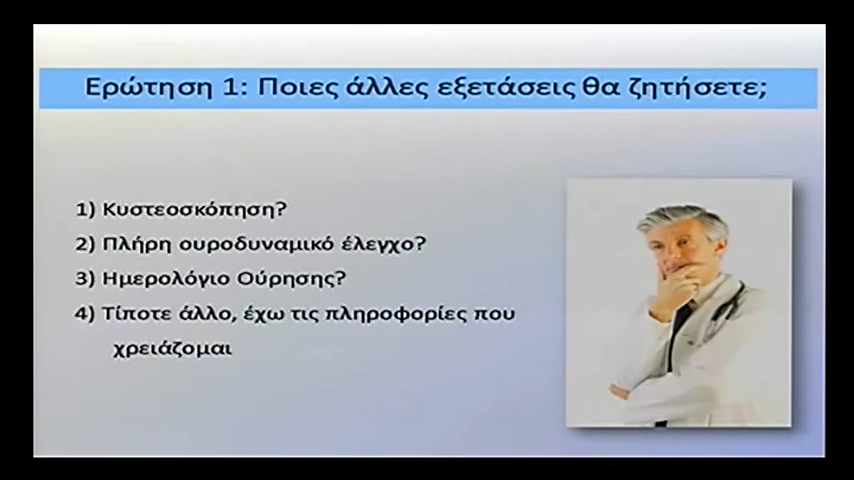 Ερώτηση 1: Ποιες άλλες εξετάσεις θα ζητήσετε;
1) Κυστεοσκόπηση?
2) Πλήρη ουροδυναμικό έλεγχο?
3) Ημερολόγιο Ούρησης?
4) Τίποτε άλλο, έχω τις πληροφορίες που
χρειάζομαι